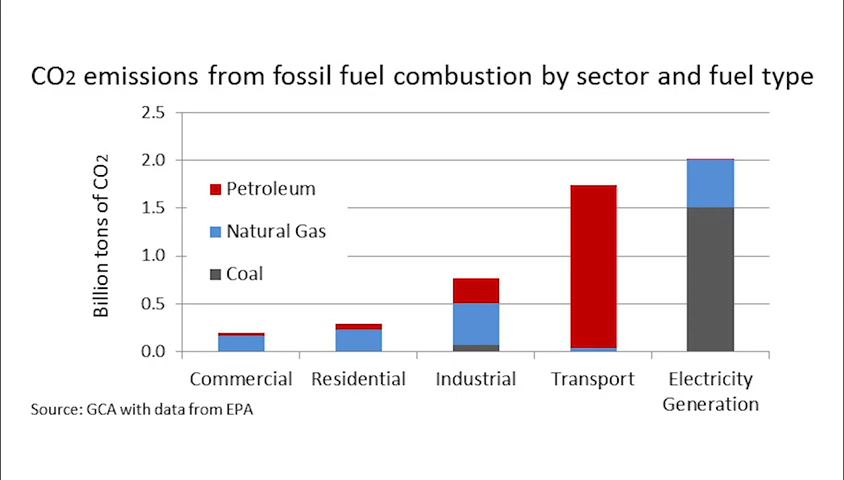 CO2 emissions from fossil fuel combustion by sector and fuel type
Billion tons of CO2
2.5
2.0
1.5
1.0
0.5
0.0
Petroleum
Natural Gas
Coal
Commercial
Residential
Industrial
Transport
Electricity
Generation
Source: GCA with data from EPA